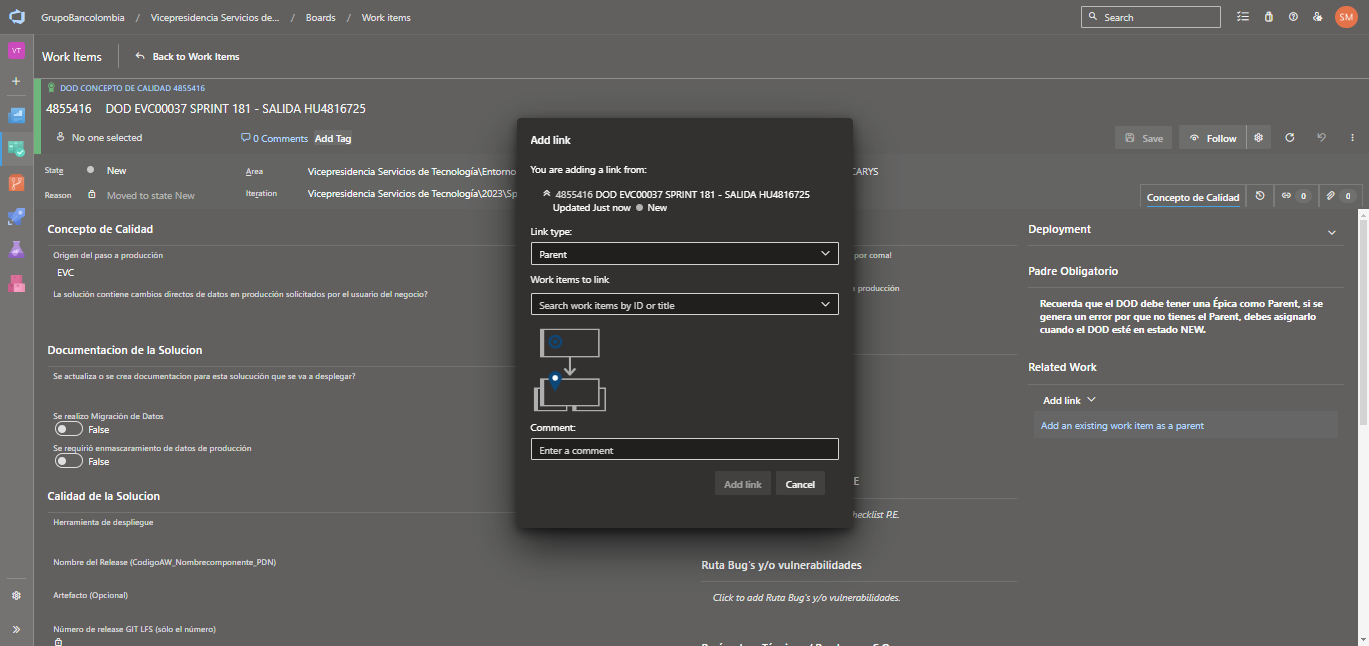 GrupoBancolombia / Vicepresidencia Servicios de... / Boards / Work items
Search
SM
VT
Work Items
Back to Work Items
DOD CONCEPTO DE CALIDAD 4855416
4855416 DOD EVC00037 SPRINT 181 - SALIDA HU4816725
No one selected
0 Comments
Add Tag
Save
Follow
State
New
Area
Vicepresidencia Servicios de Tecnología\Entorno
CARYS
Reason
Moved to state New
Iteration
Vicepresidencia Servicios de Tecnología\2023\Sp
Concepto de Calidad
0
0
Concepto de Calidad
Origen del paso a producción
EVC
La solución contiene cambios directos de datos en producción solicitados por el usuario del negocio?
Documentacion de la Solucion
Se actualiza o se crea documentacion para esta solucución que se va a desplegar?
Se realizo Migración de Datos
False
Se requirió enmascaramiento de datos de producción
False
Calidad de la Solucion
Herramienta de despliegue
Nombre del Release (CodigoAW_Nombrecomponente_PDN)
Artefacto (Opcional)
Número de release GIT LFS (sólo el número)
Add link
You are adding a link from:
4855416 DOD EVC00037 SPRINT 181 - SALIDA HU4816725
Updated Just now New
Link type:
Parent
Work items to link
Search work items by ID or title
Comment:
Enter a comment
Add link
Cancel
por comal
producción
E
hecklist P.E.
Ruta Bug's y/o vulnerabilidades
Click to add Ruta Bug's y/o vulnerabilidades.
Deployment
Padre Obligatorio
Recuerda que el DOD debe tener una Épica como Parent, si se
genera un error por que no tienes el Parent, debes asignarlo
cuando el DOD esté en estado NEW.
Related Work
Add link
Add an existing work item as a parent